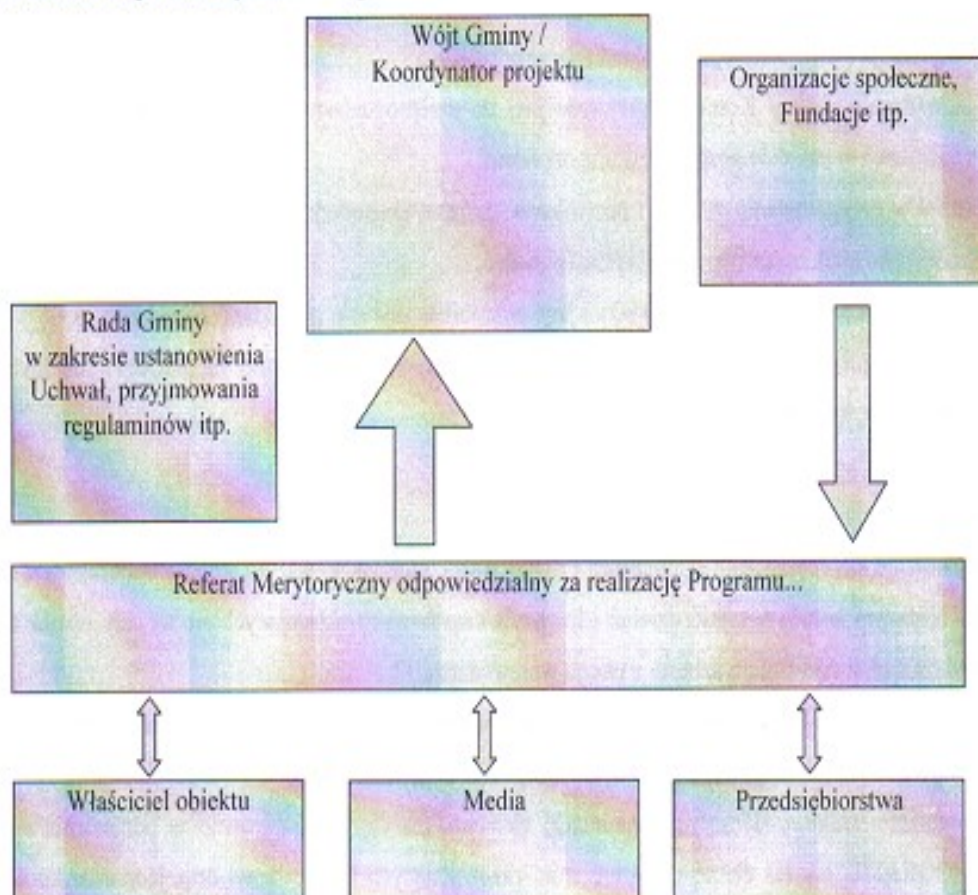 Wójt Gminy /
Koordynator projektu
Organizacje społeczne,
Fundacje itp.
Rada Gminy
w zakresie ustanowienia
Uchwał, przyjmowania
regulaminów itp.
Referat Merytoryczny odpowiedzialny za realizację Programu...
Właściciel obiektu
Media
Przedsiębiorstwa